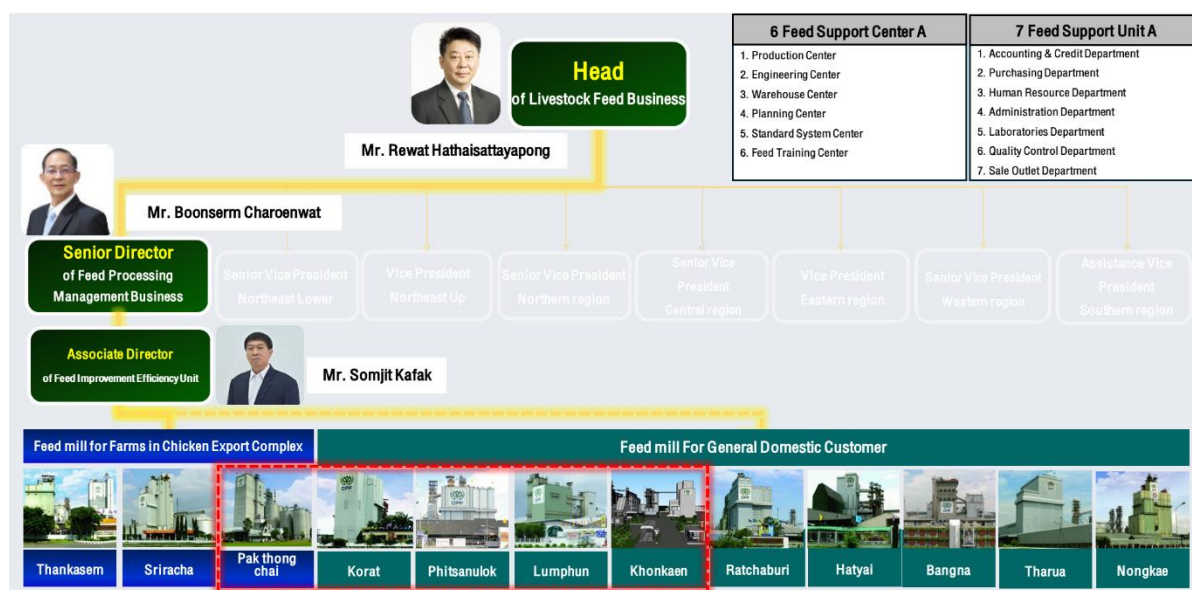 Head
of Livestock Feed Business
Mr. Rewat Hathaisattayapong
6 Feed Support Center A
1. Production Center
2. Engineering Center
3. Warehouse Center
4. Planning Center
5. Standard System Center
6. Feed Training Center
7 Feed Support Unit A
1. Accounting & Credit Department
2. Purchasing Department
3. Human Resource Department
4. Administration Department
5. Laboratories Department
6. Quality Control Department
7. Sale Outlet Department
Mr. Boonserm Charoenwat
Senior Director
of Feed Processing
Management Business
Senior Vice President
Northeast Lower
Vice President
Northeast Up
Senior Vice President
Northern region
Senior Vice
President
Central region
Vice President
Eastern region
Senior Vice President
Western region
Assistance Vice
President
Southern region
Associate Director
of Feed Improvement Efficiency Unit
Mr. Somjit Kafak
Feed mill for Farms in Chicken Export Complex
Feed mill For General Domestic Customer
Thankasem
Sriracha
Pak thong
chai
Korat
Phitsanulok
Lumphun
Khonkaen
Ratchaburi
Hatyai
Bangna
Tharua
Nongkae